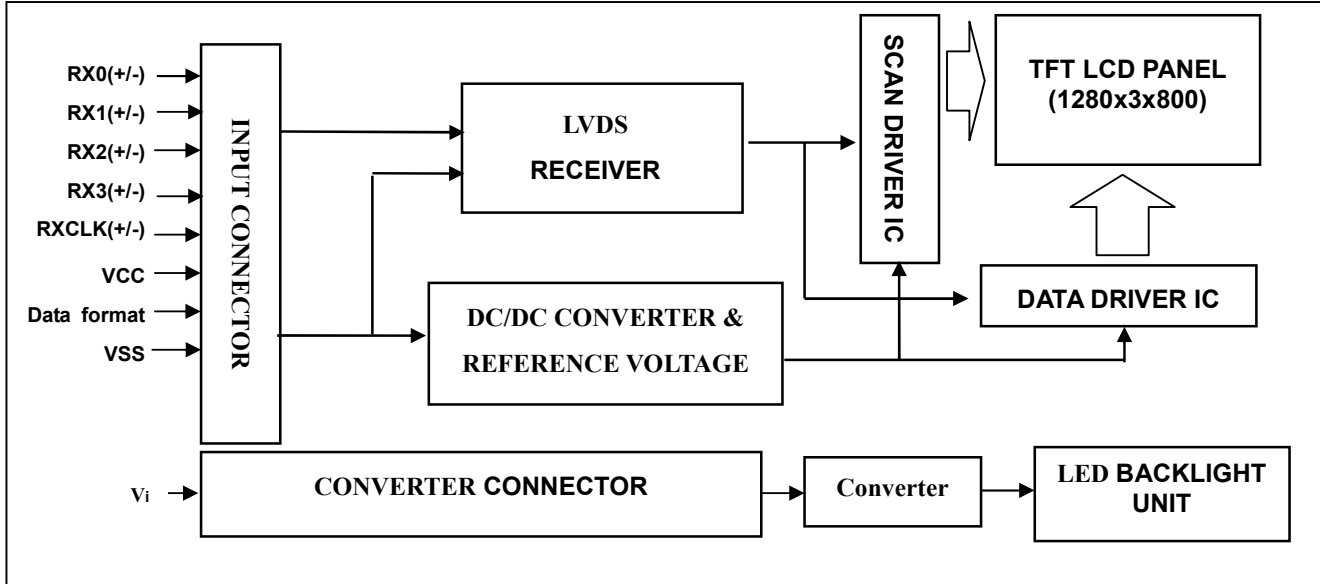 RX0(+/-)
RX1(+/-)
RX2(+/-)
RX3(+/-)
RXCLK(+/-)
VCC
Data format
VSS
INPUT CONNECTOR
LVDS
RECEIVER
DC/DC CONVERTER &
REFERENCE VOLTAGE
SCAN DRIVER IC
TFT LCD PANEL
(1280x3x800)
DATA DRIVER IC
Vi
CONVERTER CONNECTOR
Converter
LED BACKLIGHT
UNIT